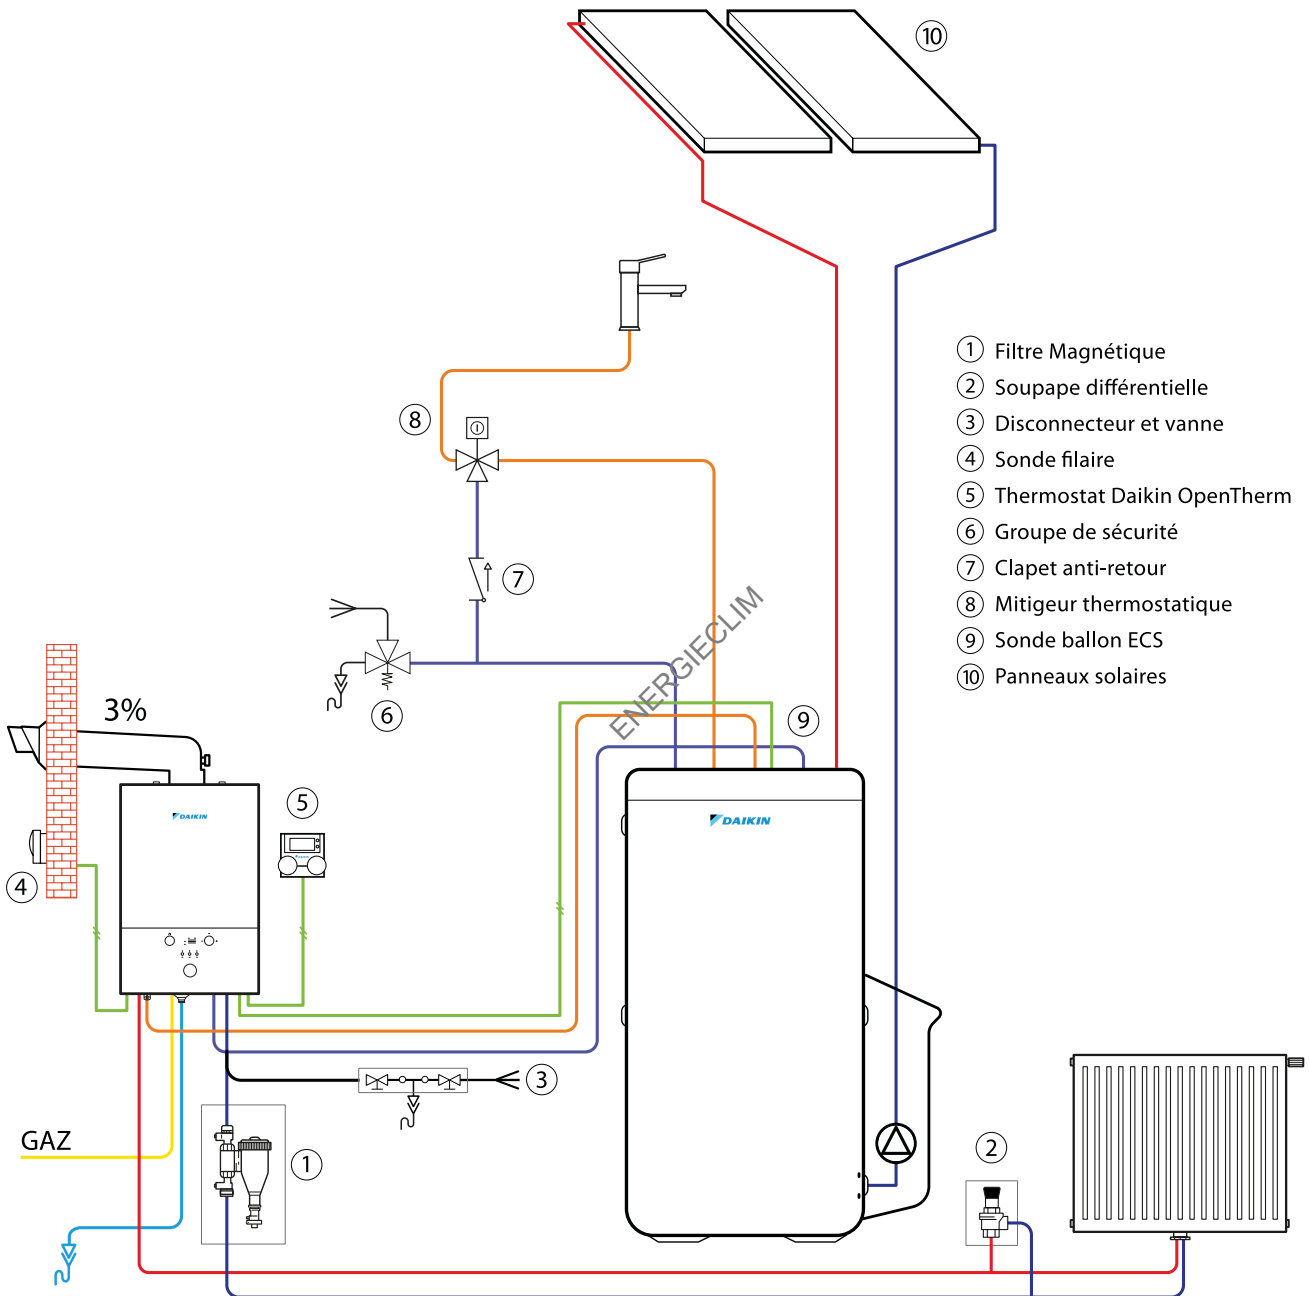 10
1 Filtre Magnétique
2 Soupape différentielle
3 Disconnecteur et vanne
4 Sonde filaire
5 Thermostat Daikin OpenTherm
6 Groupe de sécurité
7 Clapet anti-retour
8 Mitigeur thermostatique
9 Sonde ballon ECS
10 Panneaux solaires
8
7
ENERGIECLIM
6
9
3%
5
DAIKIN
DAIKIN
4
3
GAZ
1
2